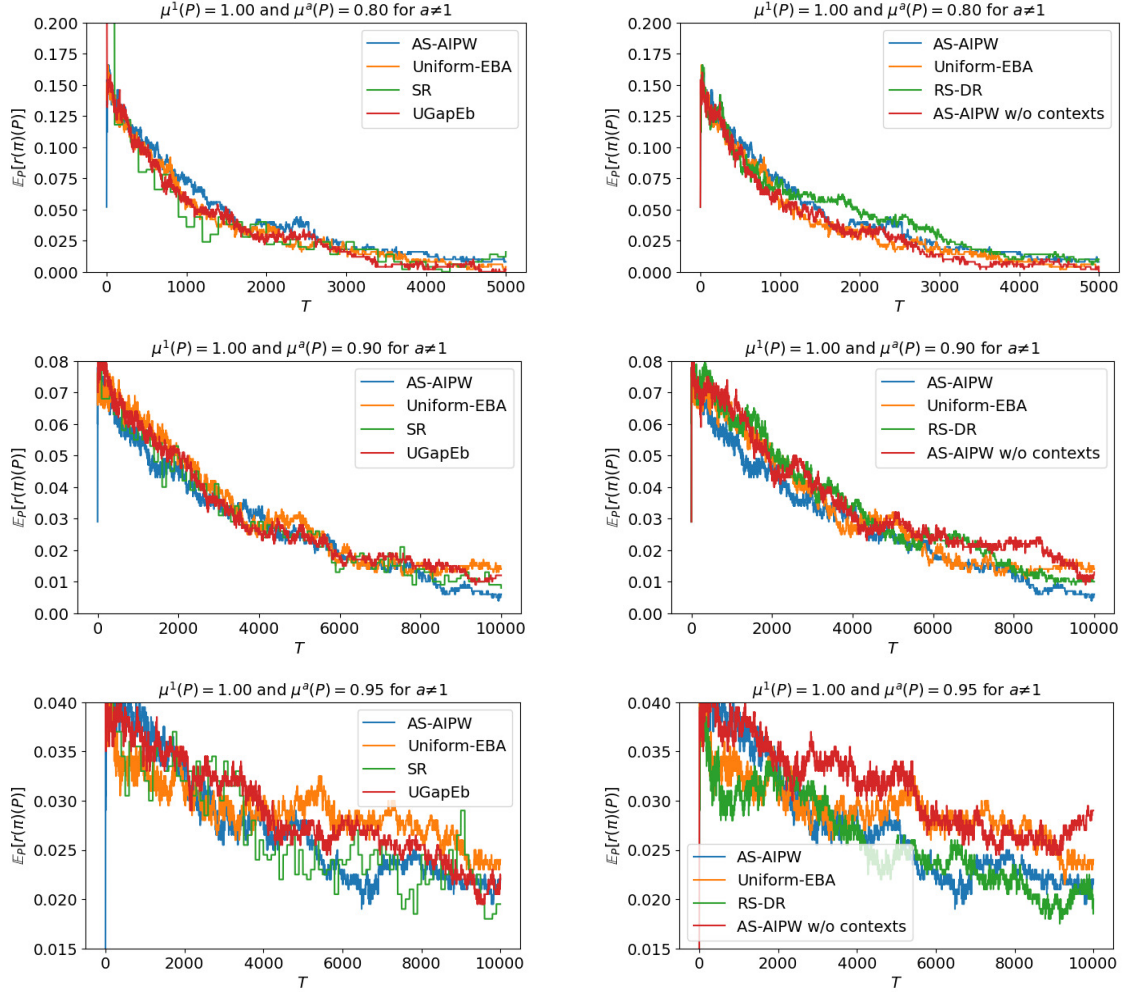 μ¹(P) = 1.00 and μᵃ(P) = 0.80 for a≠1
𝔼_P[r(π)(P)]
0.200
0.175
0.150
0.125
0.100
0.075
0.050
0.025
0.000
AS-AIPW
Uniform-EBA
SR
UGapEb
0 1000 2000 3000 4000 5000
T
μ¹(P) = 1.00 and μᵃ(P) = 0.80 for a≠1
𝔼_P[r(π)(P)]
0.200
0.175
0.150
0.125
0.100
0.075
0.050
0.025
0.000
AS-AIPW
Uniform-EBA
RS-DR
AS-AIPW w/o contexts
0 1000 2000 3000 4000 5000
T
μ¹(P) = 1.00 and μᵃ(P) = 0.90 for a≠1
𝔼_P[r(π)(P)]
0.08
0.07
0.06
0.05
0.04
0.03
0.02
0.01
0.00
AS-AIPW
Uniform-EBA
SR
UGapEb
0 2000 4000 6000 8000 10000
T
μ¹(P) = 1.00 and μᵃ(P) = 0.90 for a≠1
𝔼_P[r(π)(P)]
0.08
0.07
0.06
0.05
0.04
0.03
0.02
0.01
0.00
AS-AIPW
Uniform-EBA
RS-DR
AS-AIPW w/o contexts
0 2000 4000 6000 8000 10000
T
μ¹(P) = 1.00 and μᵃ(P) = 0.95 for a≠1
𝔼_P[r(π)(P)]
0.040
0.035
0.030
0.025
0.020
0.015
AS-AIPW
Uniform-EBA
SR
UGapEb
0 2000 4000 6000 8000 10000
T
μ¹(P) = 1.00 and μᵃ(P) = 0.95 for a≠1
𝔼_P[r(π)(P)]
0.040
0.035
0.030
0.025
0.020
0.015
AS-AIPW
Uniform-EBA
RS-DR
AS-AIPW w/o contexts
0 2000 4000 6000 8000 10000
T